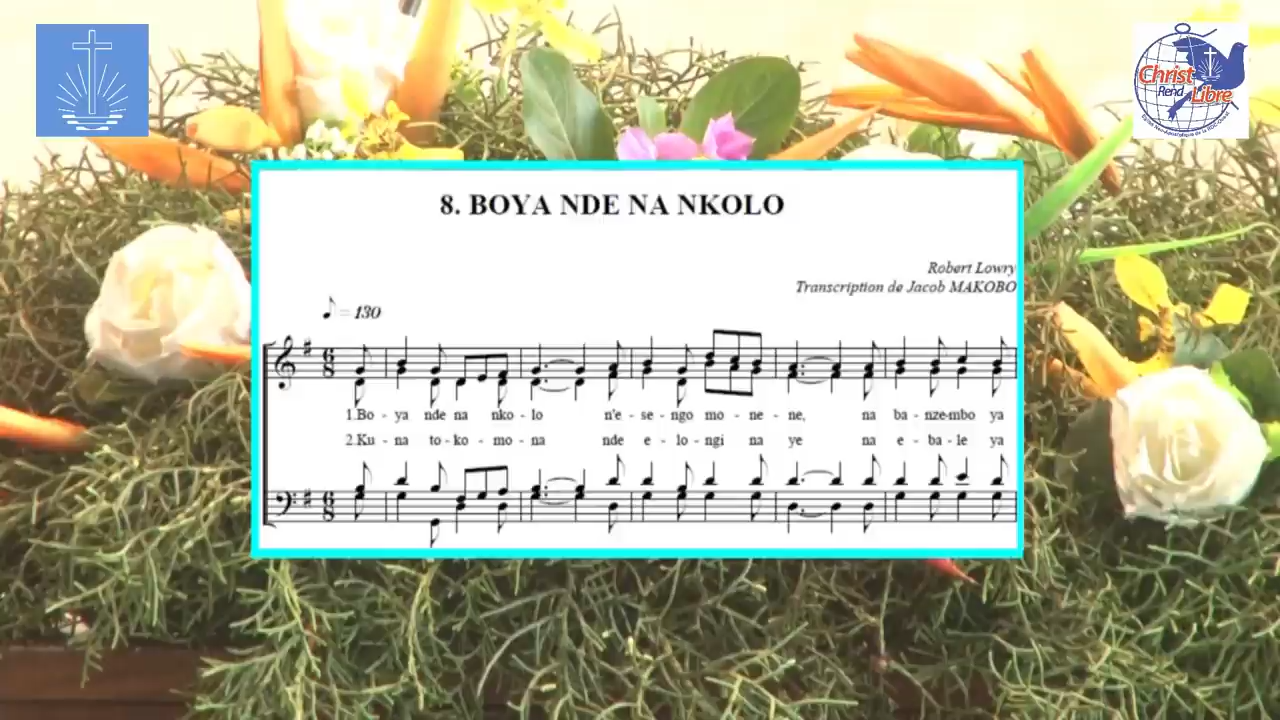 Christ
Rend
Libre
8. BOYA NDE NA NKOLO
Robert Lowry
Transcription de Jacob MAKOBO
♪ = 130
1.Bo - ya nde na nko - lo n'e - se - ngo mo - ne - ne, na ba - nze-mbo ya
2.Ku - na to - ko - mo - na nde e - lo - ngi na ye na e - ba - le ya